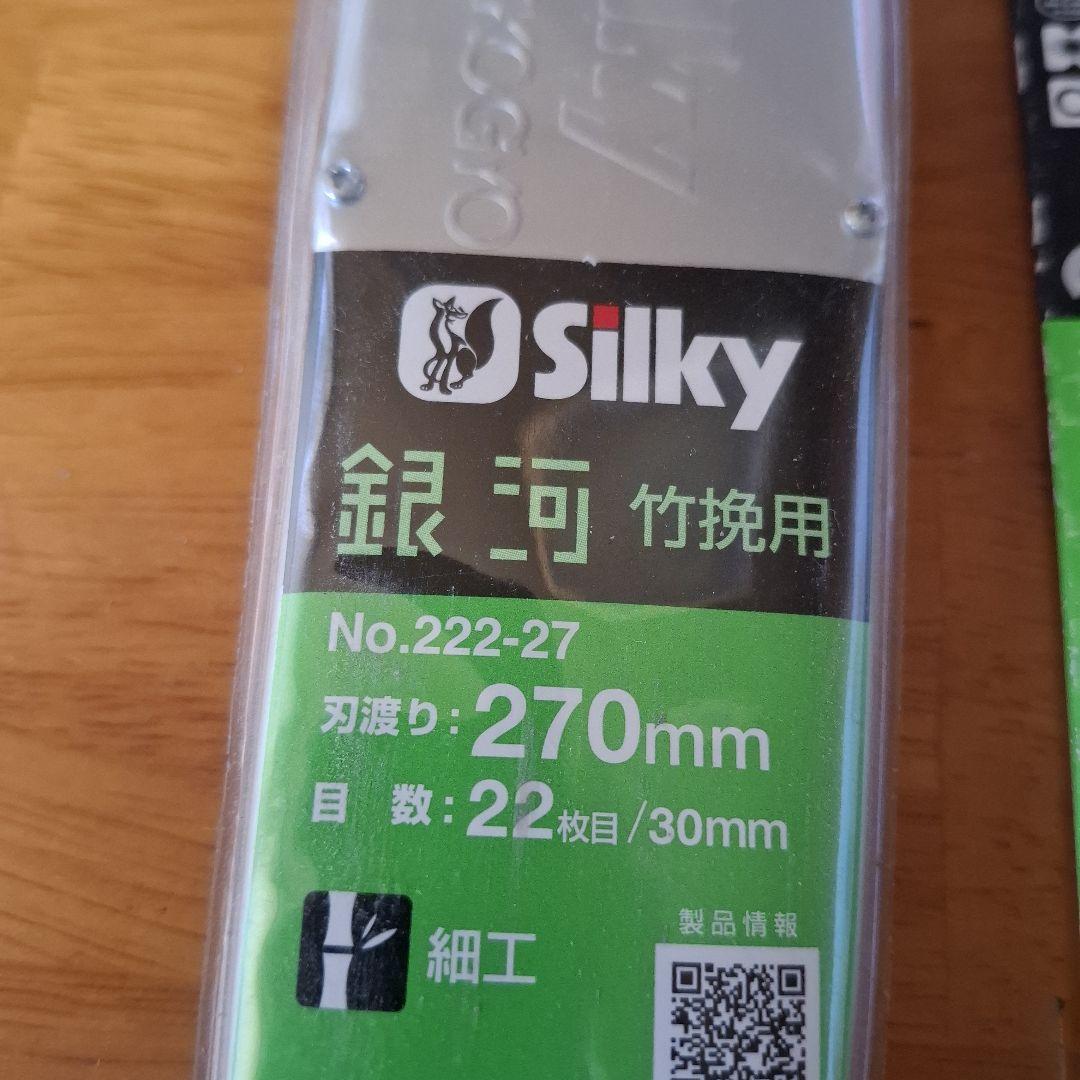 Silky
銀河 竹挽用
No.222-27
刃渡り：270mm
目 数：22枚目/30mm
細工
製品情報